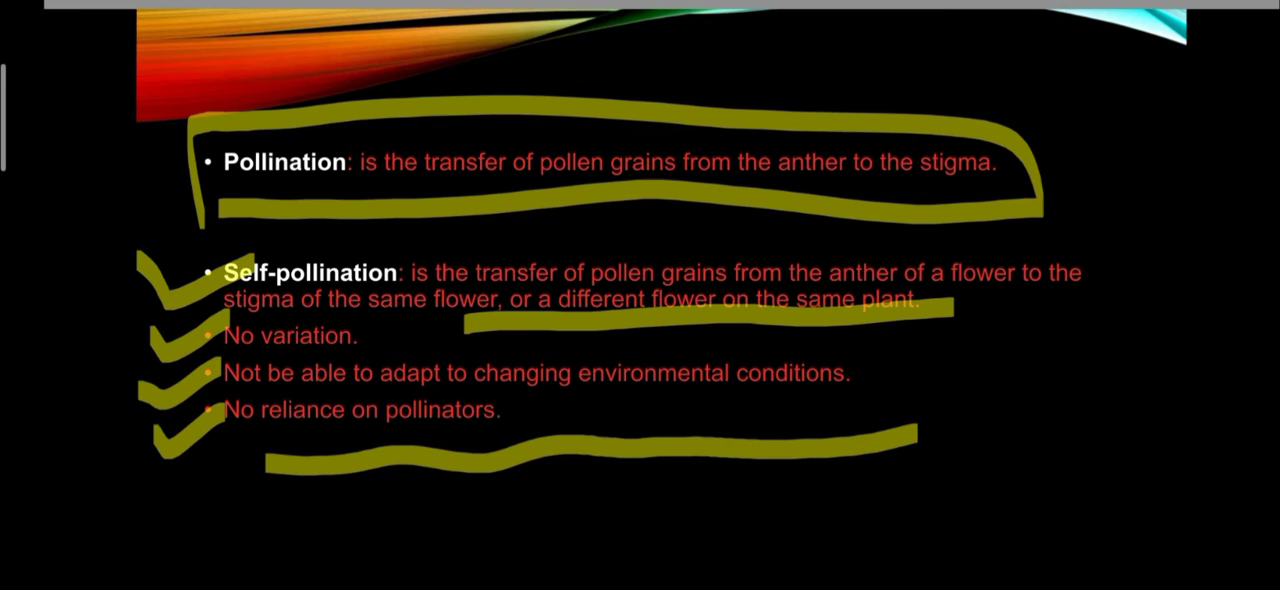 • Pollination: is the transfer of pollen grains from the anther to the stigma.
• Self-pollination: is the transfer of pollen grains from the anther of a flower to the
stigma of the same flower, or a different flower on the same plant.
• No variation.
• Not be able to adapt to changing environmental conditions.
• No reliance on pollinators.